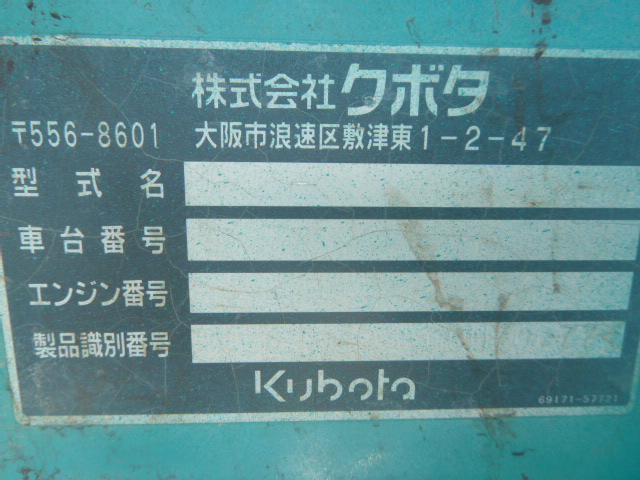 株式会社クボタ
〒556-8601 大阪市浪速区敷津東1-2-47
型式名
車台番号
エンジン番号
製品識別番号
Kubota
69171-57721